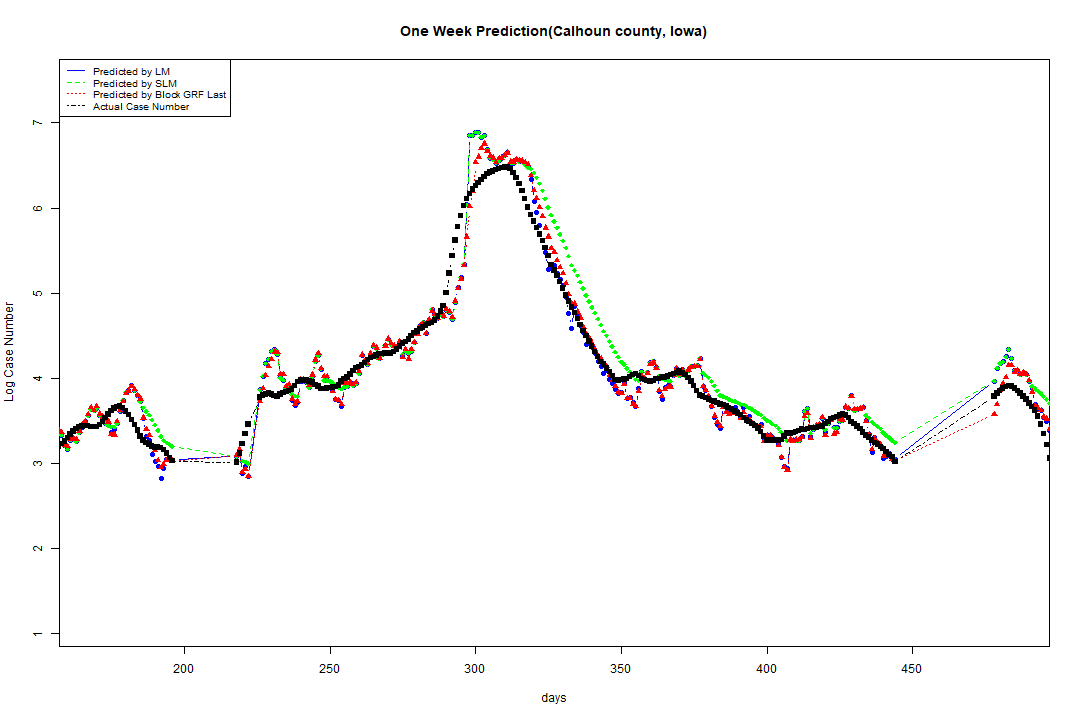 One Week Prediction(Calhoun county, Iowa)
Predicted by LM
Predicted by SLM
Predicted by Block GRF Last
Actual Case Number
7
6
5
4
3
2
1
Log Case Number
200 250 300 350 400 450
days